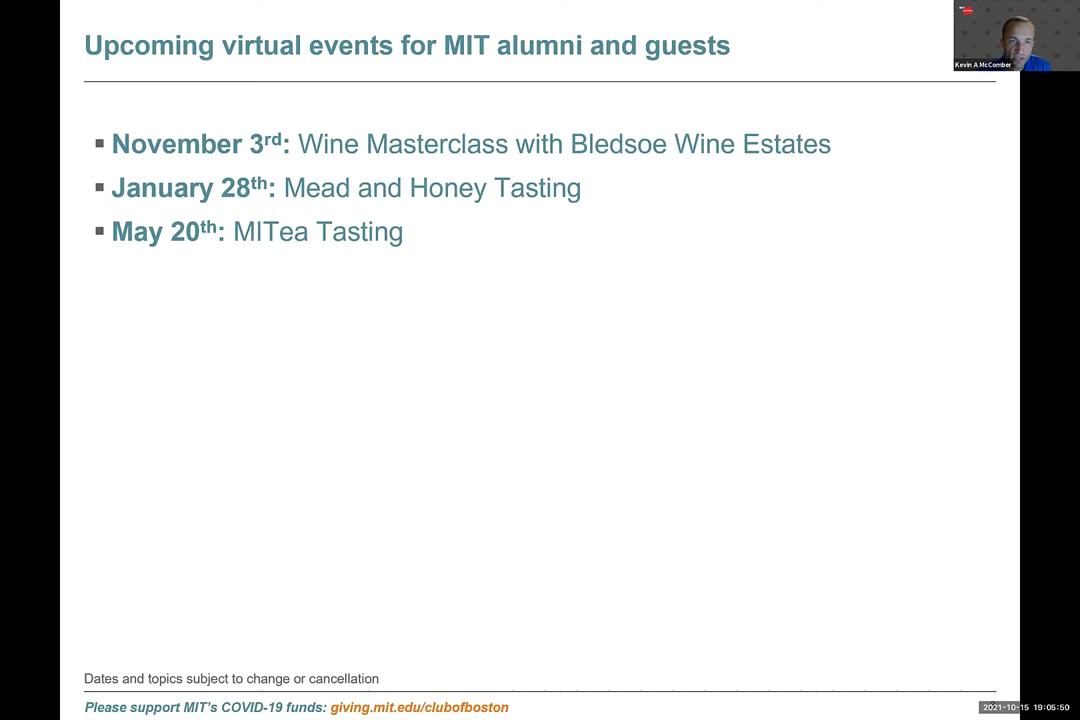 Upcoming virtual events for MIT alumni and guests
Kevin A McComber
▪ November 3rd: Wine Masterclass with Bledsoe Wine Estates
▪ January 28th: Mead and Honey Tasting
▪ May 20th: MITea Tasting
Dates and topics subject to change or cancellation
Please support MIT's COVID-19 funds: giving.mit.edu/clubofboston
2021-10-15 19:05:50